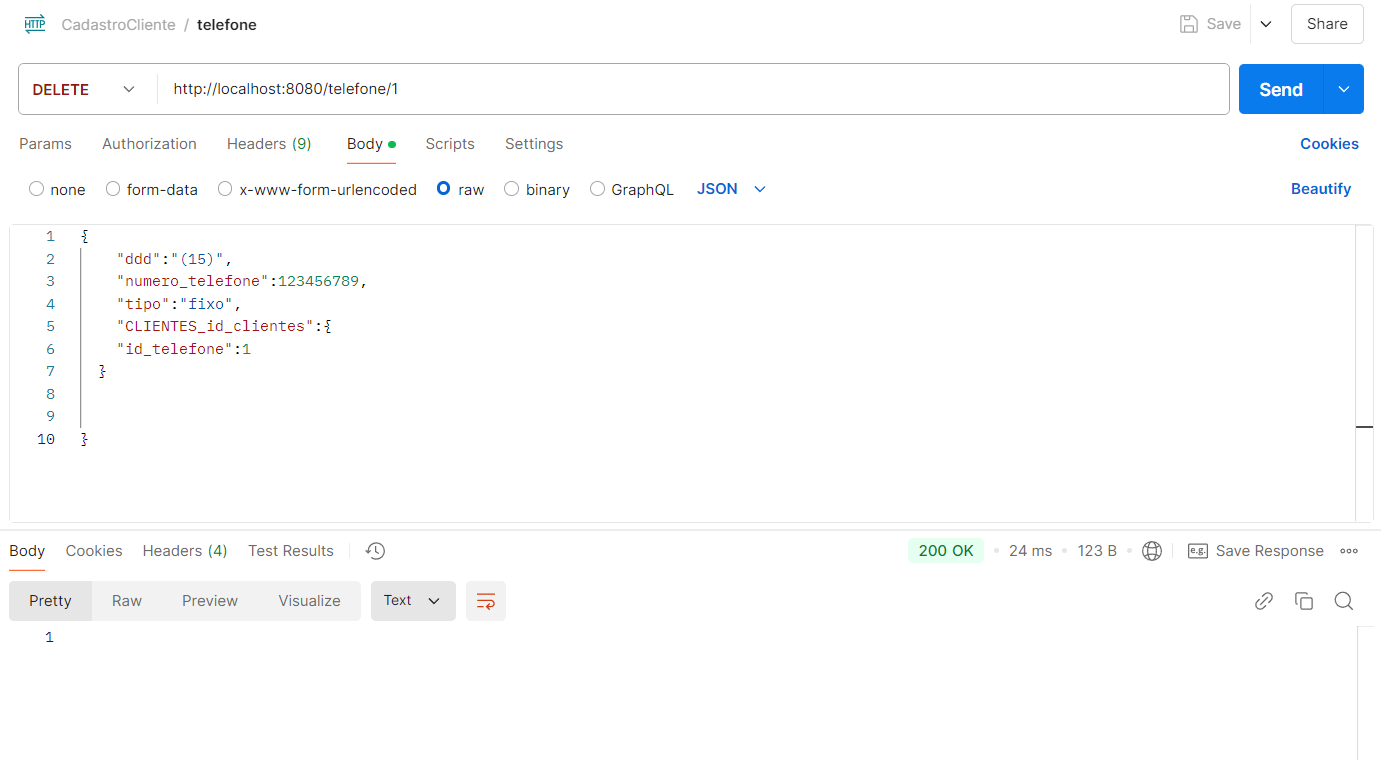 HTTP CadastroCliente / telefone Save Share
DELETE http://localhost:8080/telefone/1 Send
Params Authorization Headers (9) Body Scripts Settings Cookies
none form-data x-www-form-urlencoded raw binary GraphQL JSON Beautify
1 {
2 "ddd":"(15)",
3 "numero_telefone":123456789,
4 "tipo":"fixo",
5 "CLIENTES_id_clientes":{
6 "id_telefone":1
7 }
8
9
10 }
Body Cookies Headers (4) Test Results 200 OK 24 ms 123 B e.g. Save Response
Pretty Raw Preview Visualize Text
1